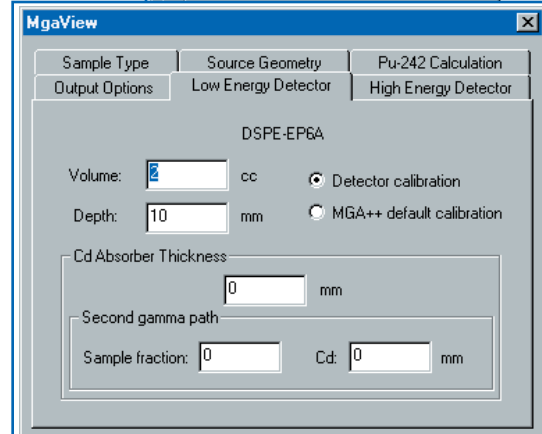 MgaView
Sample Type Source Geometry Pu-242 Calculation
Output Options Low Energy Detector High Energy Detector
DSPE-EP6A
Volume: 2 cc Detector calibration
Depth: 10 mm MGA++ default calibration
Cd Absorber Thickness
0 mm
Second gamma path
Sample fraction: 0 Cd: 0 mm